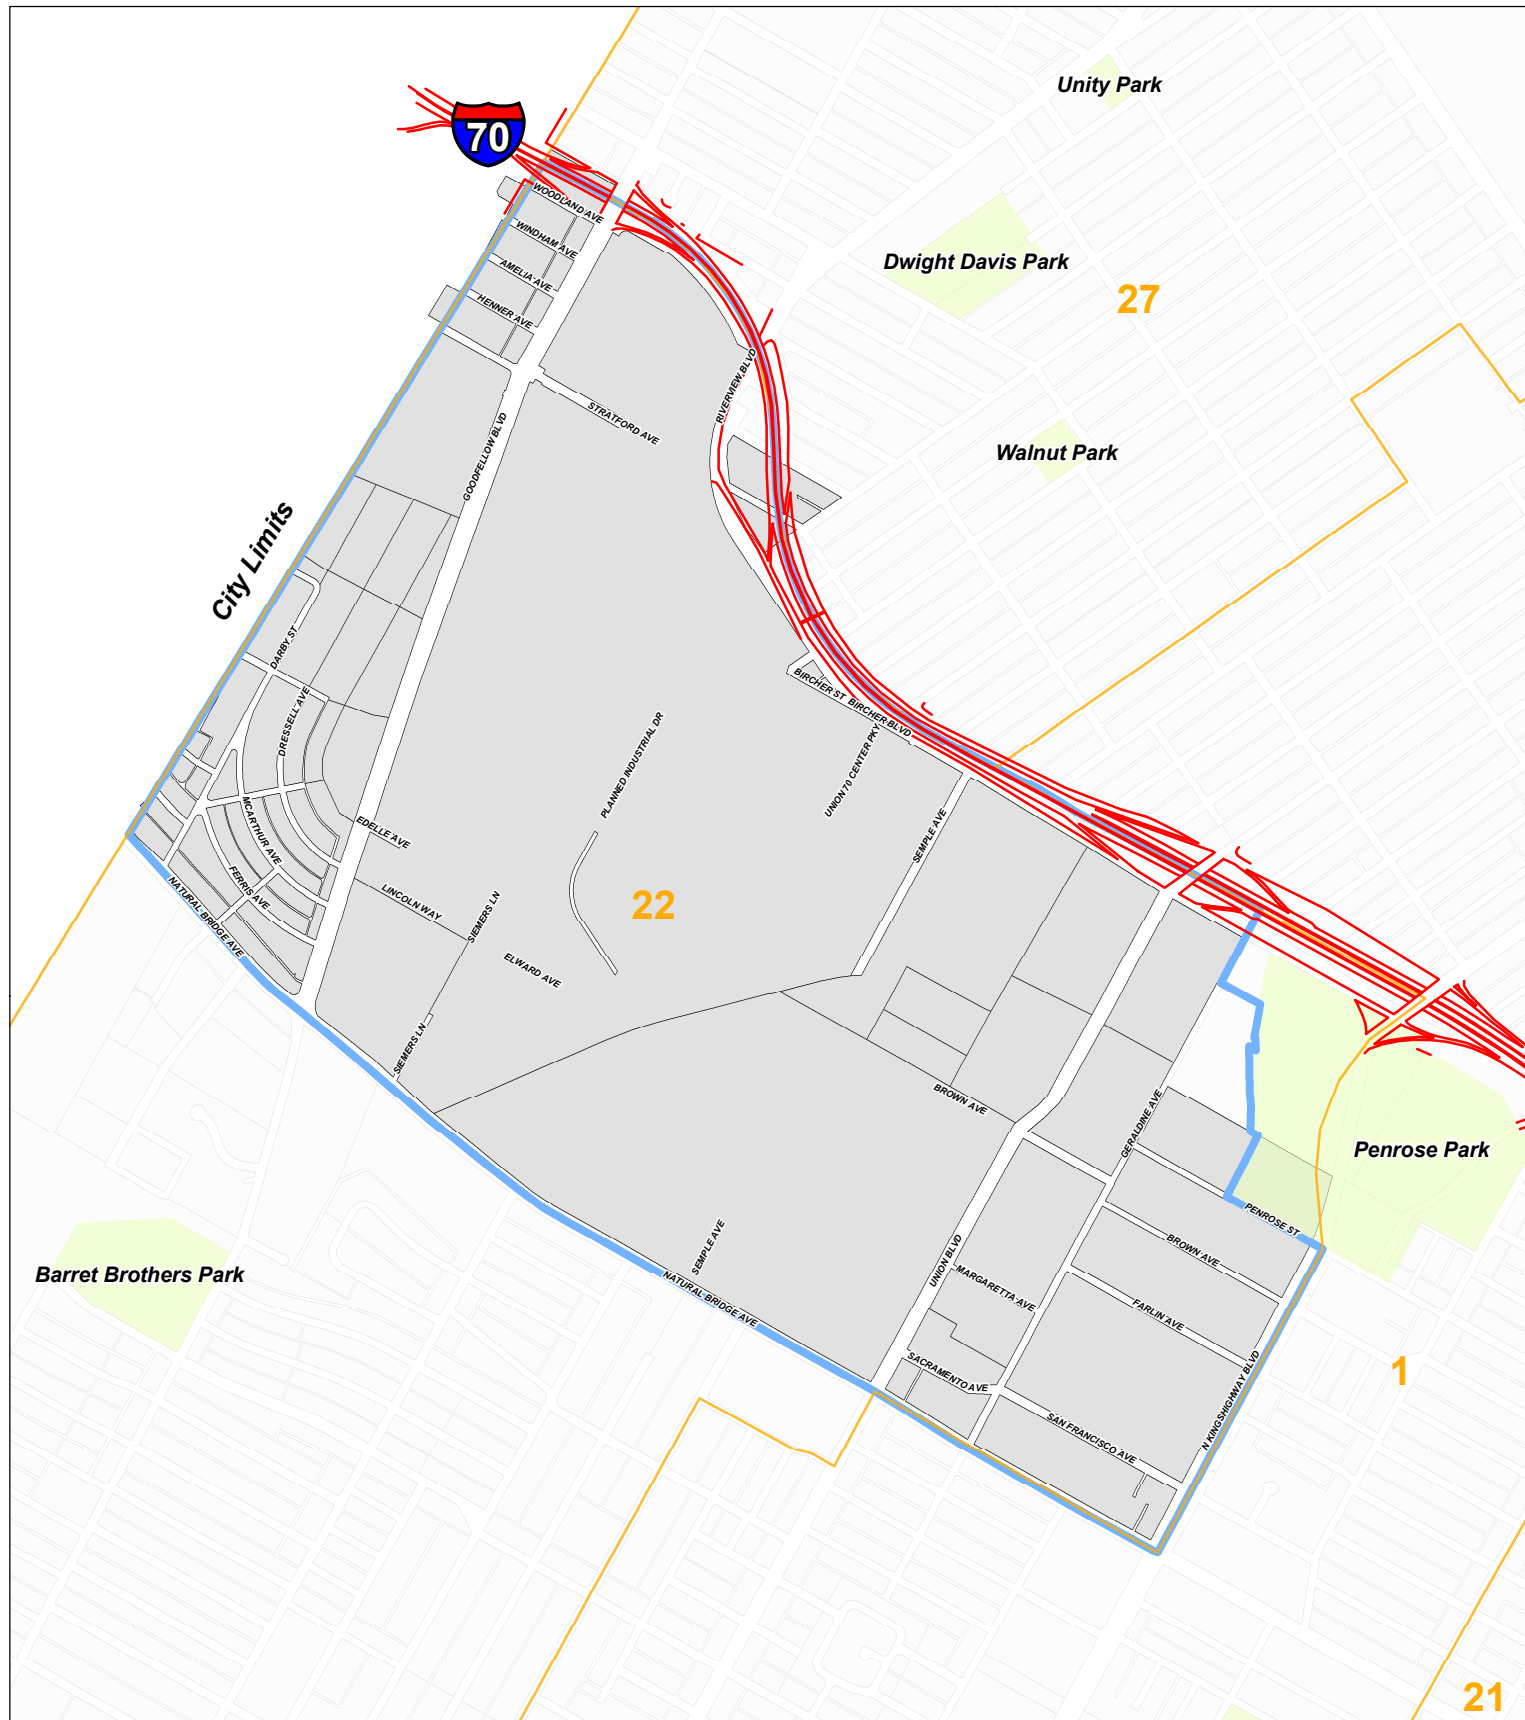 Unity Park
70
WOODLAND AVE
WINDHAM AVE
Dwight Davis Park
AMELIA AVE
27
HENNER AVE
RIVERVIEW BLVD
STRATFORD AVE
GOODFELLOW BLVD
Walnut Park
City Limits
DARBY ST
BIRCHER ST
BIRCHER BLVD
DRESSELL AVE
PLANNED INDUSTRIAL DR
UNION 70 CENTER PKY
MCARTHUR AVE
EDELLE AVE
SEMPLE AVE
FERRIS AVE
LINCOLN WAY
SIEMERS LN
22
NATURAL BRIDGE AVE
ELWARD AVE
SIEMERS LN
BROWN AVE
GERALDINE AVE
Penrose Park
PENROSE ST
SEMPLE AVE
UNION BLVD
BROWN AVE
Barret Brothers Park
MARGARETTA AVE
NATURAL BRIDGE AVE
FARLIN AVE
SACRAMENTO AVE
1
N KINGSHIGHWAY BLVD
SAN FRANCISCO AVE
21